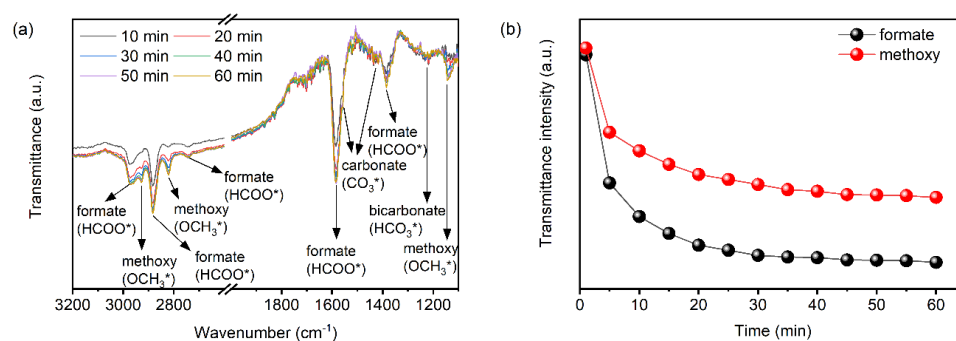 (a)
10 min
20 min
30 min
40 min
50 min
60 min
Transmittance (a.u.)
formate
(HCOO*)
methoxy
(OCH₃*)
formate
(HCOO*)
methoxy
(OCH₃*)
formate
(HCOO*)
formate
(HCOO*)
carbonate
(CO₃*)
formate
(HCOO*)
bicarbonate
(HCO₃*)
methoxy
(OCH₃*)
3200 3000 2800 1800 1600 1400 1200
Wavenumber (cm⁻¹)
(b)
formate
methoxy
Transmittance intensity (a.u.)
0 10 20 30 40 50 60
Time (min)